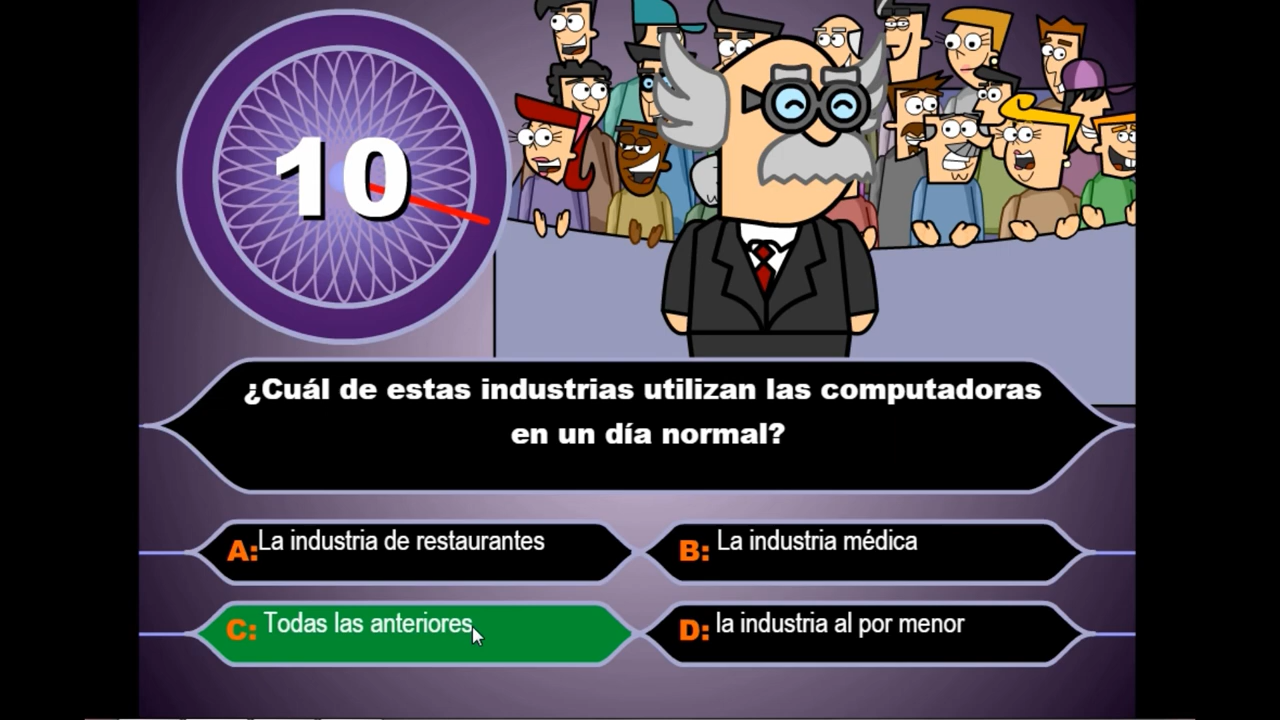 10
¿Cuál de estas industrias utilizan las computadoras
en un día normal?
A: La industria de restaurantes
B: La industria médica
C: Todas las anteriores
D: la industria al por menor